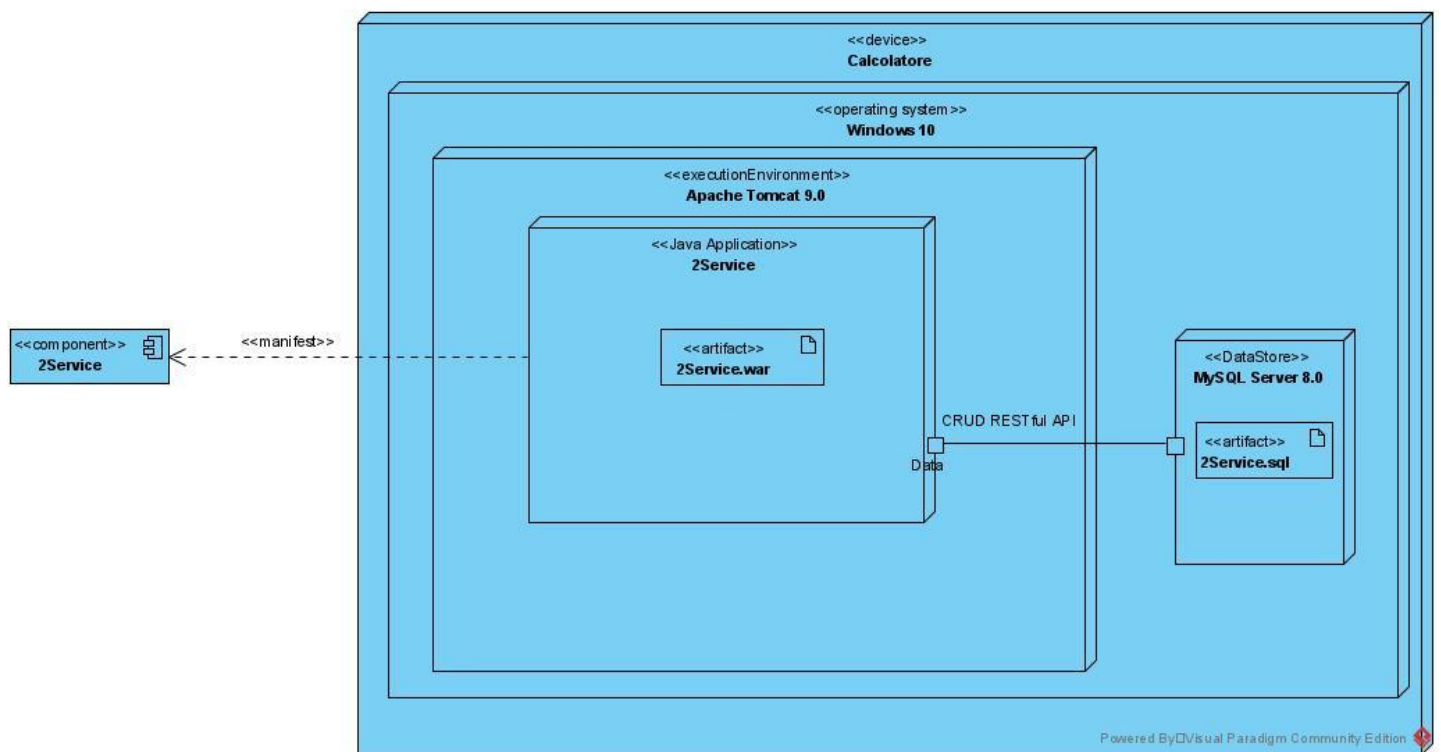 <<device>>
Calcolatore
<<operating system>>
Windows 10
<<executionEnvironment>>
Apache Tomcat 9.0
<<Java Application>>
2Service
<<component>>
2Service
<<manifest>>
<<artifact>>
2Service.war
<<DataStore>>
MySQL Server 8.0
CRUD RESTful API
Data
<<artifact>>
2Service.sql
Powered By□Visual Paradigm Community Edition